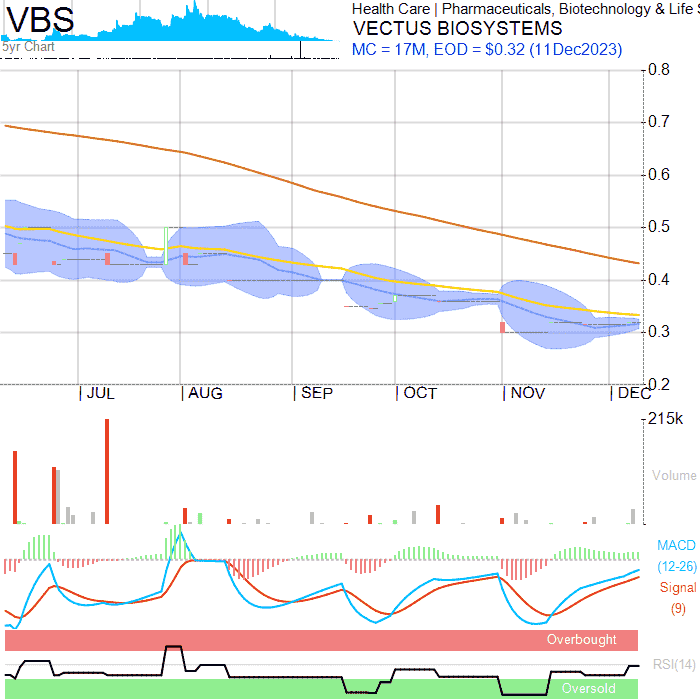 VBS
Health Care | Pharmaceuticals, Biotechnology & Life S
VECTUS BIOSYSTEMS
MC = 17M, EOD = $0.32 (11Dec2023)
5yr Chart
0.8
0.7
0.6
0.5
0.4
0.3
0.2
JUL
AUG
SEP
OCT
NOV
DEC
215k
Volume
MACD
(12-26)
Signal
(9)
Overbought
RSI(14)
Oversold